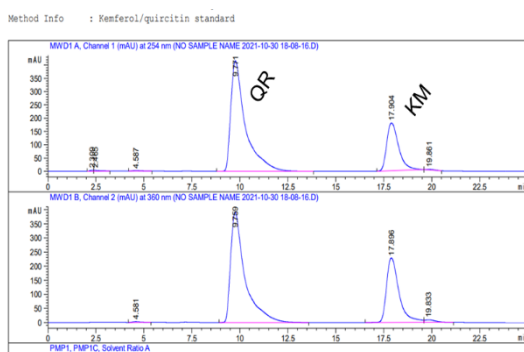 Method Info : Kemferol/quircitin standard
MWD1 A, Channel 1 (mAU) at 254 nm (NO SAMPLE NAME 2021-10-30 18-08-16.D)
mAU
350
300
250
200
150
100
50
0
4.587
QR
17.904
KM
19.861
0 2.5 5 7.5 10 12.5 15 17.5 20 22.5
MWD1 B, Channel 2 (mAU) at 360 nm (NO SAMPLE NAME 2021-10-30 18-08-16.D)
mAU
350
300
250
200
150
100
50
0
4.581
9.759
17.896
19.833
0 2.5 5 7.5 10 12.5 15 17.5 20 22.5
PMP1, PMP1C, Solvent Ratio A